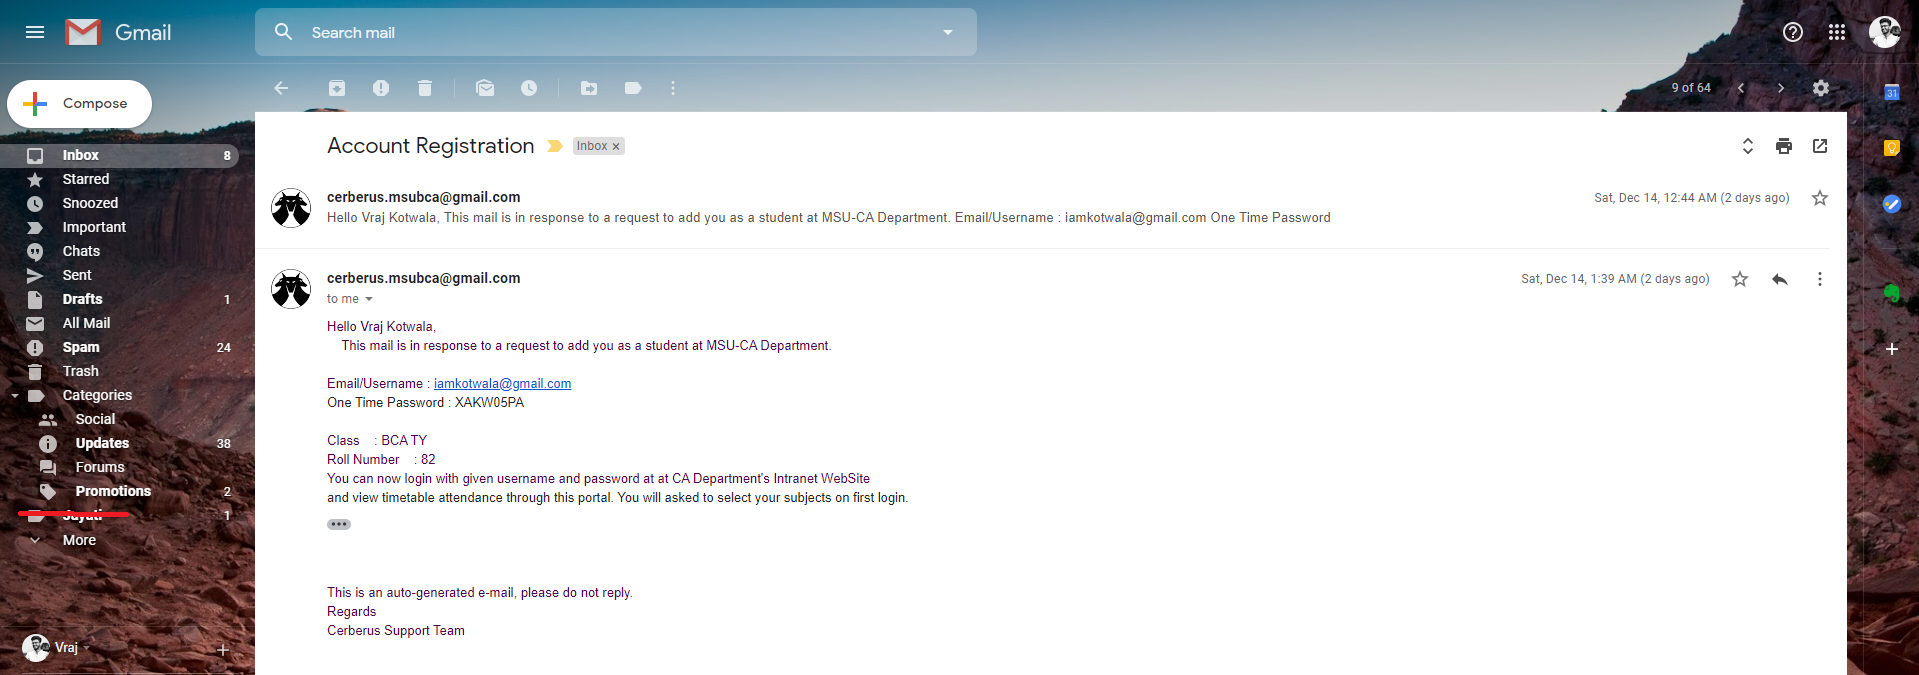 Gmail
Search mail
Compose
9 of 64
31
Inbox 8
Starred
Snoozed
Important
Chats
Sent
Drafts 1
All Mail
Spam 24
Trash
Categories
Social
Updates 38
Forums
Promotions 2
1
More
Vraj
Account Registration
Inbox x
cerberus.msubca@gmail.com
Sat, Dec 14, 12:44 AM (2 days ago)
Hello Vraj Kotwala, This mail is in response to a request to add you as a student at MSU-CA Department. Email/Username : iamkotwala@gmail.com One Time Password
cerberus.msubca@gmail.com
Sat, Dec 14, 1:39 AM (2 days ago)
to me
Hello Vraj Kotwala,
This mail is in response to a request to add you as a student at MSU-CA Department.
Email/Username : iamkotwala@gmail.com
One Time Password : XAKW05PA
Class : BCA TY
Roll Number : 82
You can now login with given username and password at at CA Department's Intranet WebSite
and view timetable attendance through this portal. You will asked to select your subjects on first login.
This is an auto-generated e-mail, please do not reply.
Regards
Cerberus Support Team